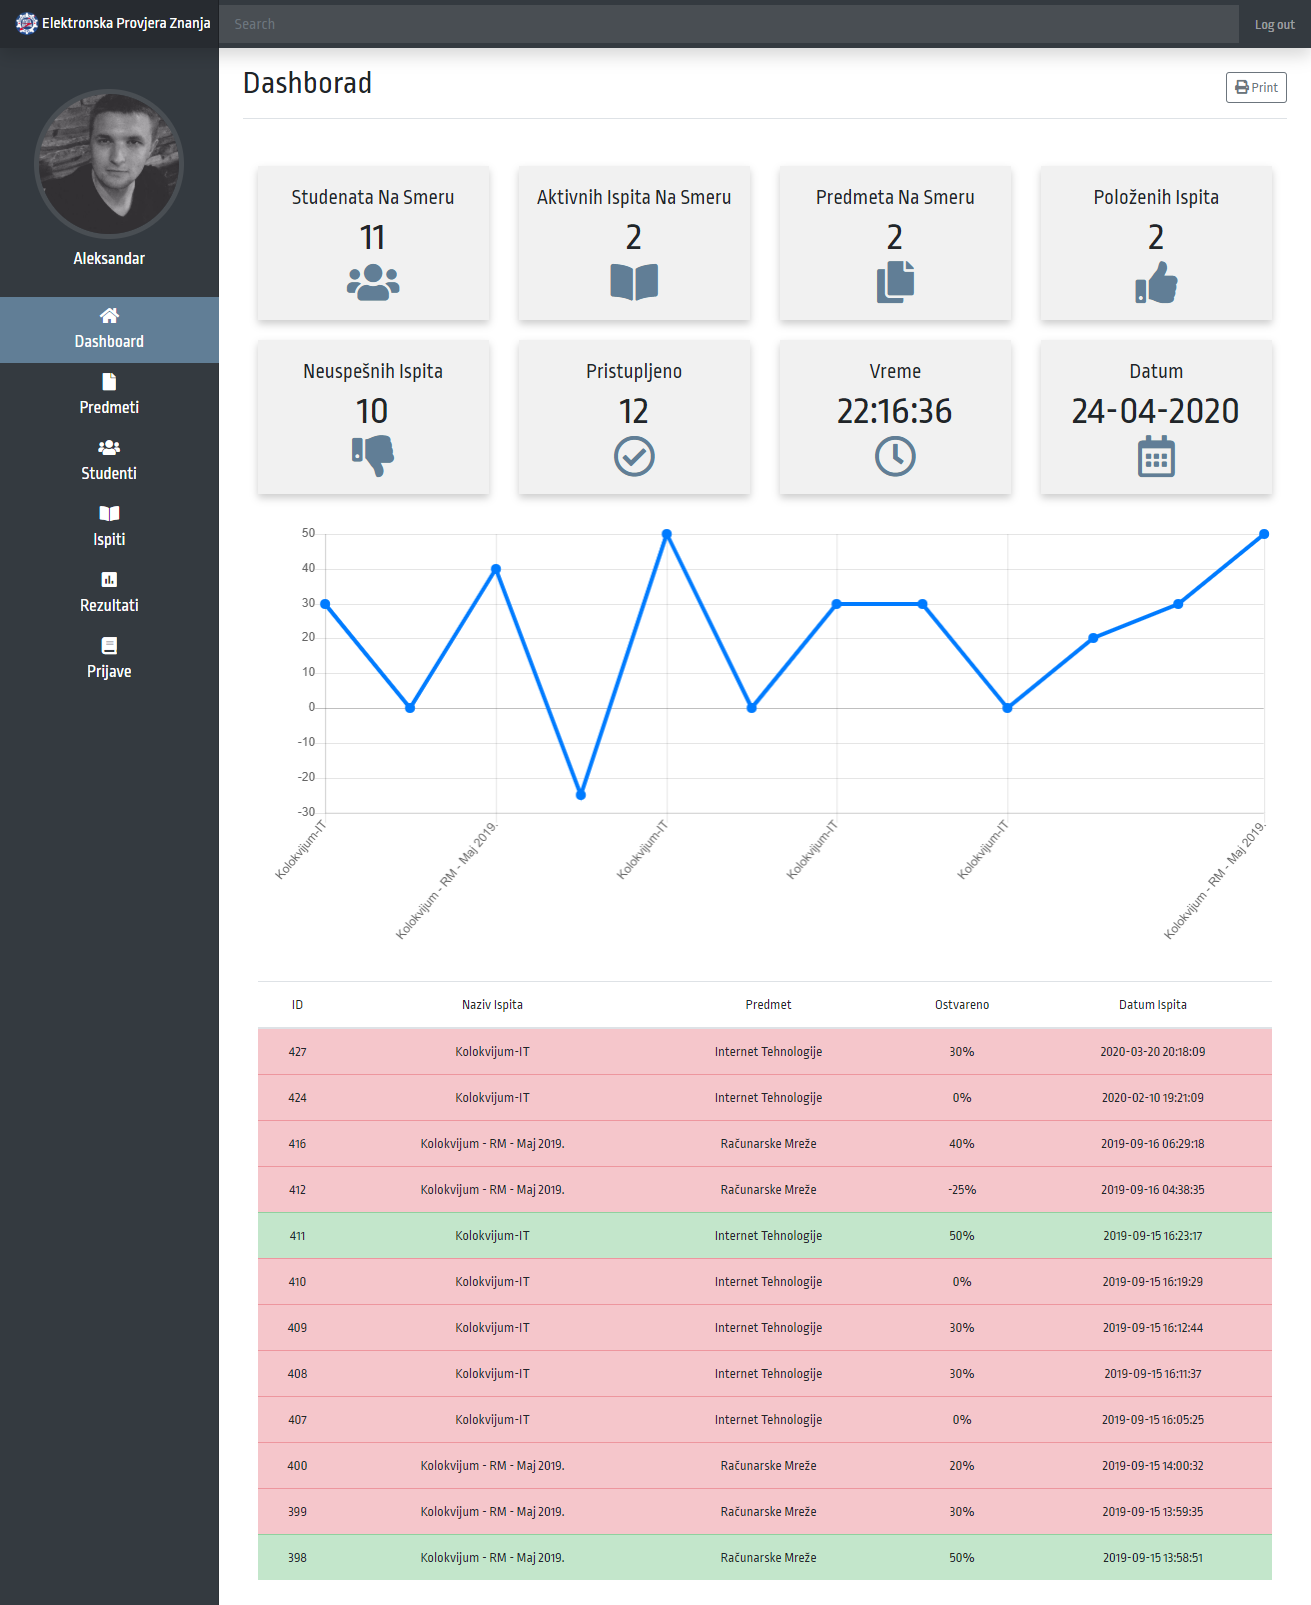 Elektronska Provjera Znanja
Search
Log out
Aleksandar
Dashboard
Predmeti
Studenti
Ispiti
Rezultati
Prijave
Dashborad
Print
Studenata Na Smeru
11
Aktivnih Ispita Na Smeru
2
Predmeta Na Smeru
2
Položenih Ispita
2
Neuspešnih Ispita
10
Pristupljeno
12
Vreme
22:16:36
Datum
24-04-2020
50
40
30
20
10
0
-10
-20
-30
Kolokvijum-IT
Kolokvijum - RM - Maj 2019.
Kolokvijum-IT
Kolokvijum-IT
Kolokvijum-IT
Kolokvijum - RM - Maj 2019.
ID Naziv Ispita Predmet Ostvareno Datum Ispita
427 Kolokvijum-IT Internet Tehnologije 30% 2020-03-20 20:18:09
424 Kolokvijum-IT Internet Tehnologije 0% 2020-02-10 19:21:09
416 Kolokvijum - RM - Maj 2019. Računarske Mreže 40% 2019-09-16 06:29:18
412 Kolokvijum - RM - Maj 2019. Računarske Mreže -25% 2019-09-16 04:38:35
411 Kolokvijum-IT Internet Tehnologije 50% 2019-09-15 16:23:17
410 Kolokvijum-IT Internet Tehnologije 0% 2019-09-15 16:19:29
409 Kolokvijum-IT Internet Tehnologije 30% 2019-09-15 16:12:44
408 Kolokvijum-IT Internet Tehnologije 30% 2019-09-15 16:11:37
407 Kolokvijum-IT Internet Tehnologije 0% 2019-09-15 16:05:25
400 Kolokvijum - RM - Maj 2019. Računarske Mreže 20% 2019-09-15 14:00:32
399 Kolokvijum - RM - Maj 2019. Računarske Mreže 30% 2019-09-15 13:59:35
398 Kolokvijum - RM - Maj 2019. Računarske Mreže 50% 2019-09-15 13:58:51